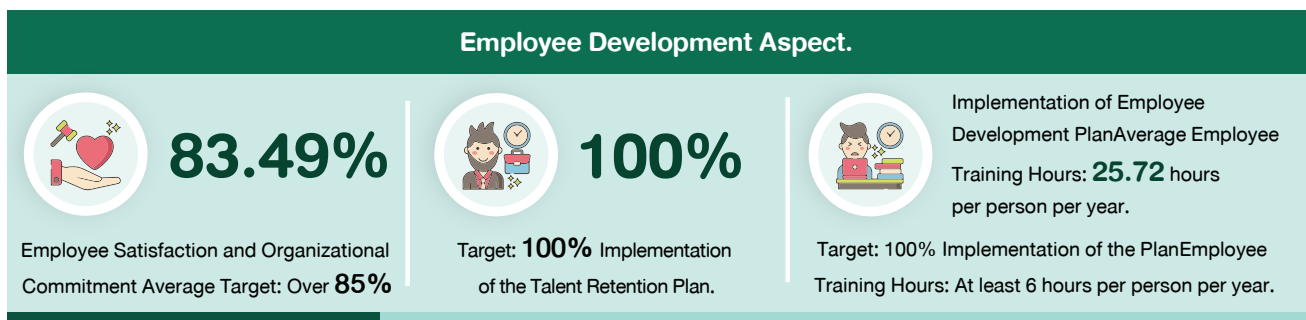 Employee Development Aspect.
83.49%
Employee Satisfaction and Organizational
Commitment Average Target: Over 85%
100%
Target: 100% Implementation
of the Talent Retention Plan.
Implementation of Employee
Development PlanAverage Employee
Training Hours: 25.72 hours
per person per year.
Target: 100% Implementation of the PlanEmployee
Training Hours: At least 6 hours per person per year.